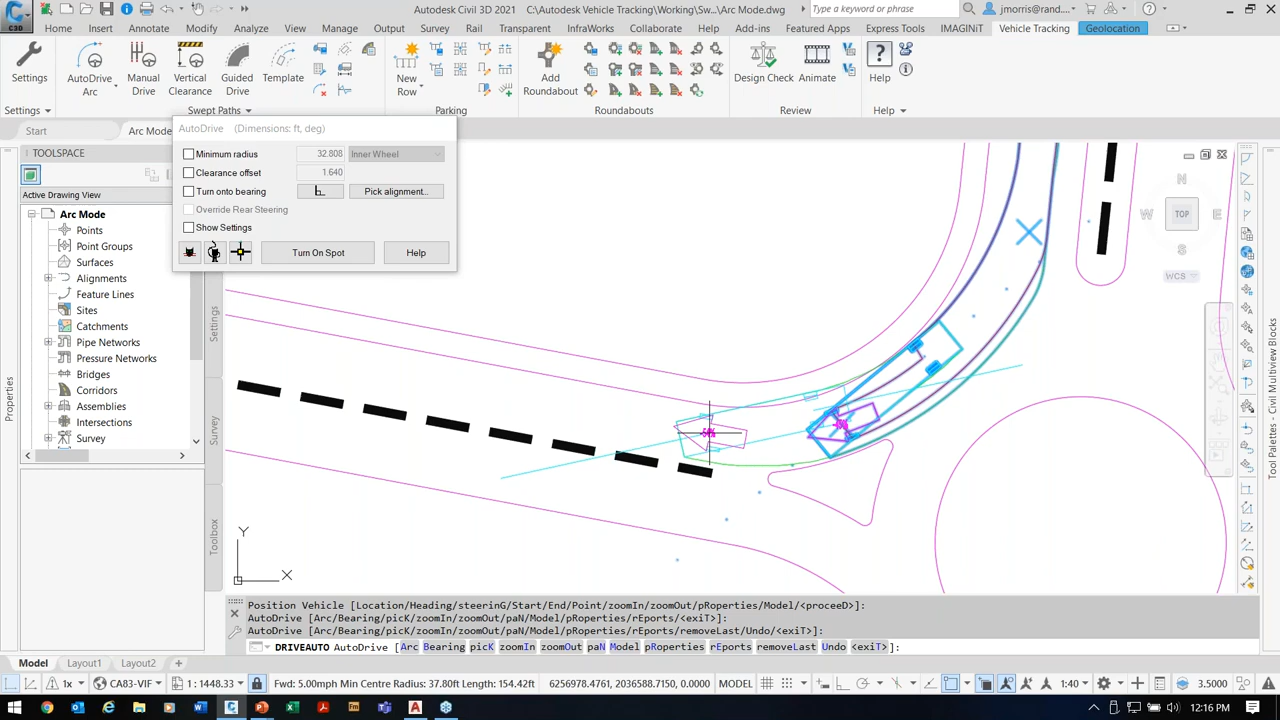 C3D
Autodesk Civil 3D 2021 C:\Autodesk Vehicle Tracking\Working\Sw...\Arc Mode.dwg
Type a keyword or phrase
jmorris@rand...
Home Insert Annotate Modify Analyze View Manage Output Survey Rail Transparent InfraWorks Collaborate Help Add-ins Featured Apps Express Tools IMAGINiT Vehicle Tracking Geolocation
Settings
AutoDrive Arc
Manual Drive
Vertical Clearance
Guided Drive
Template
New Row
Add Roundabout
Design Check
Animate
Help
Settings Swept Paths Parking Roundabouts Review Help
Start
Arc Mode
TOOLSPACE
Active Drawing View
Arc Mode
Points
Point Groups
Surfaces
Alignments
Feature Lines
Sites
Catchments
Pipe Networks
Pressure Networks
Bridges
Corridors
Assemblies
Intersections
Survey
Properties
Settings
Survey
Toolbox
AutoDrive (Dimensions: ft, deg)
Minimum radius 32.808 Inner Wheel
Clearance offset 1.640
Turn onto bearing Pick alignment...
Override Rear Steering
Show Settings
Turn On Spot Help
N
W TOP E
S
WCS
Tool Palettes - Civil Multiview Blocks
Y
X
Position Vehicle [Location/Heading/steerinG/Start/End/Point/zoomIn/zoomOut/pRoperties/Model/<proceeD>]:
AutoDrive [Arc/Bearing/picK/zoomIn/zoomOut/paN/Model/pRoperties/rEports/<exiT>]:
AutoDrive [Arc/Bearing/picK/zoomIn/zoomOut/paN/Model/pRoperties/rEports/removeLast/Undo/<exiT>]:
DRIVEAUTO AutoDrive [Arc Bearing picK zoomIn zoomOut paN Model pRoperties rEports removeLast Undo <exiT>]:
Model Layout1 Layout2 +
1x CA83-VIF 1 : 1448.33 Fwd: 5.00mph Min Centre Radius: 37.80ft Length: 154.42ft 6256978.4761, 2036588.7150, 0.0000 MODEL 1:40 3.5000
12:16 PM